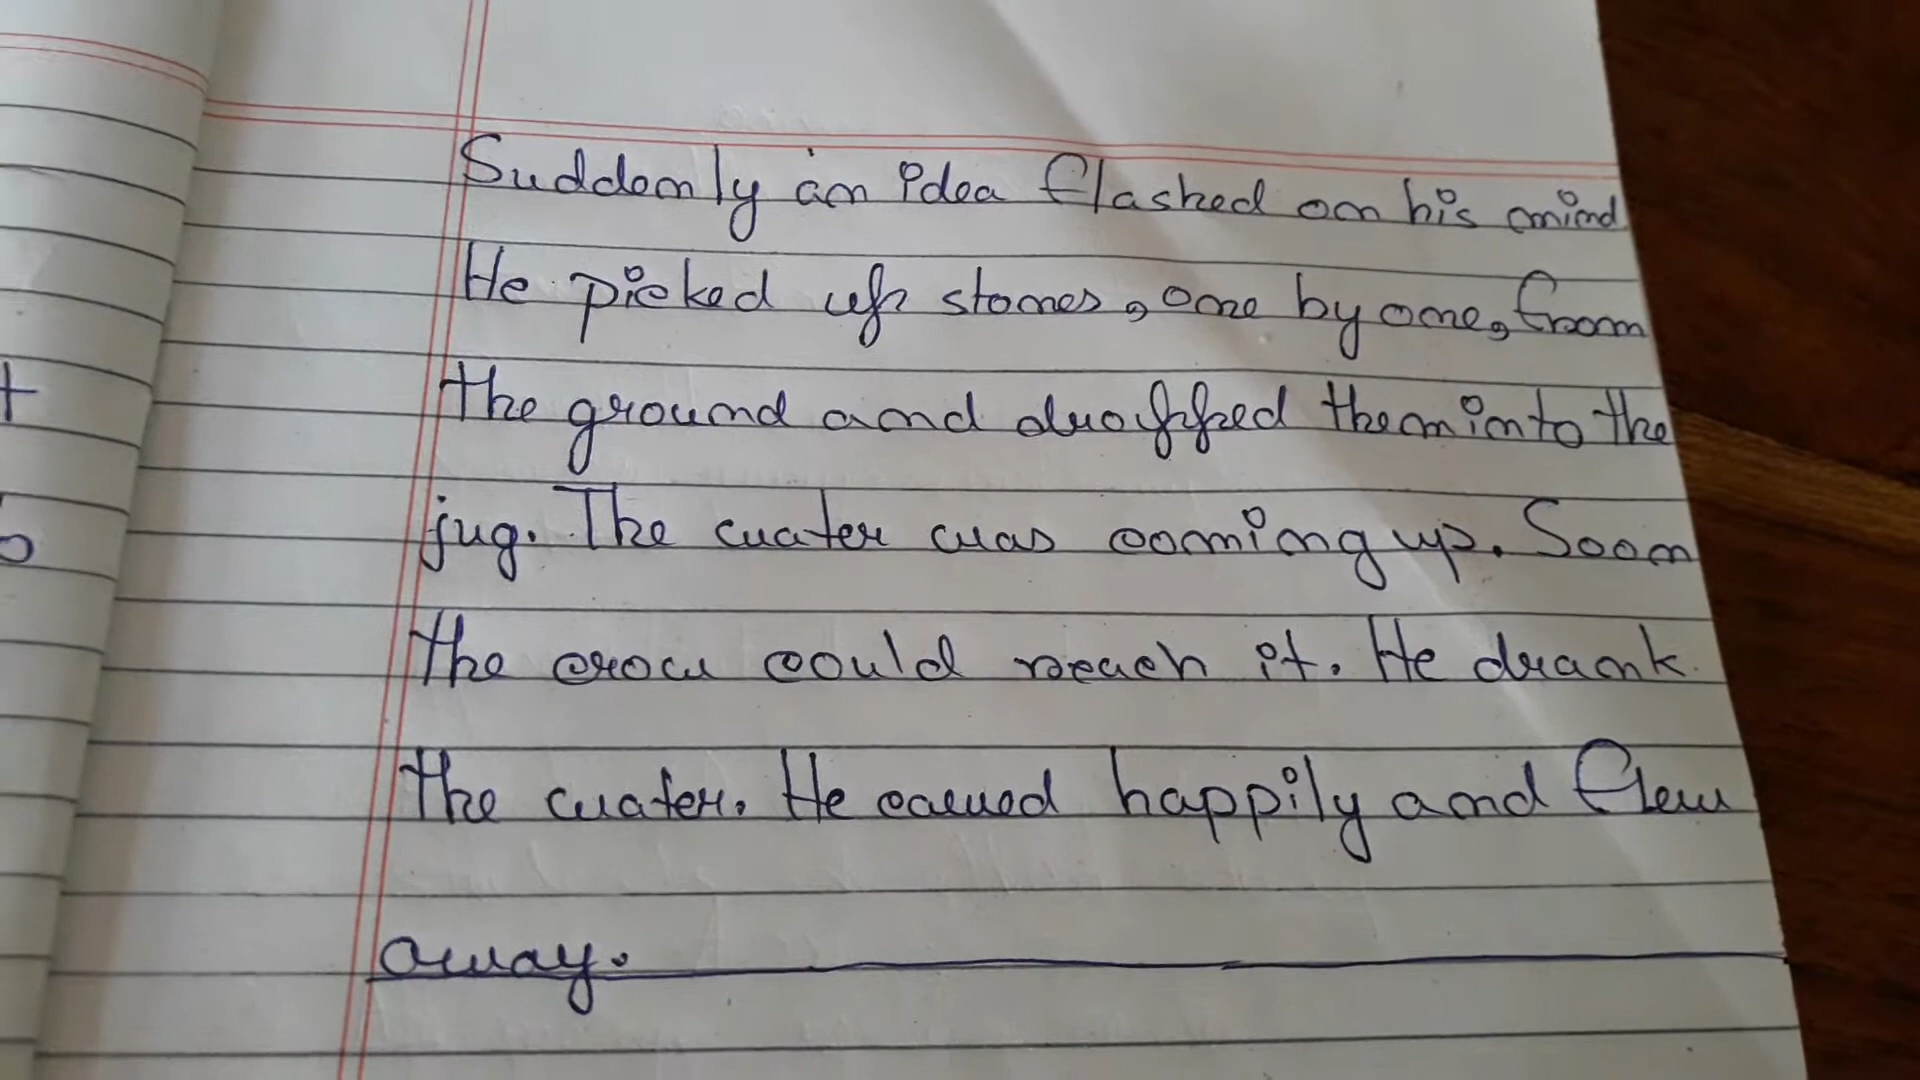 Suddenly an idea flashed on his mind
He picked up stones, one by one, from
the ground and dropped them into the
jug. The water was coming up. Soon
the crow could reach it. He drank
the water. He cawed happily and flew
away.